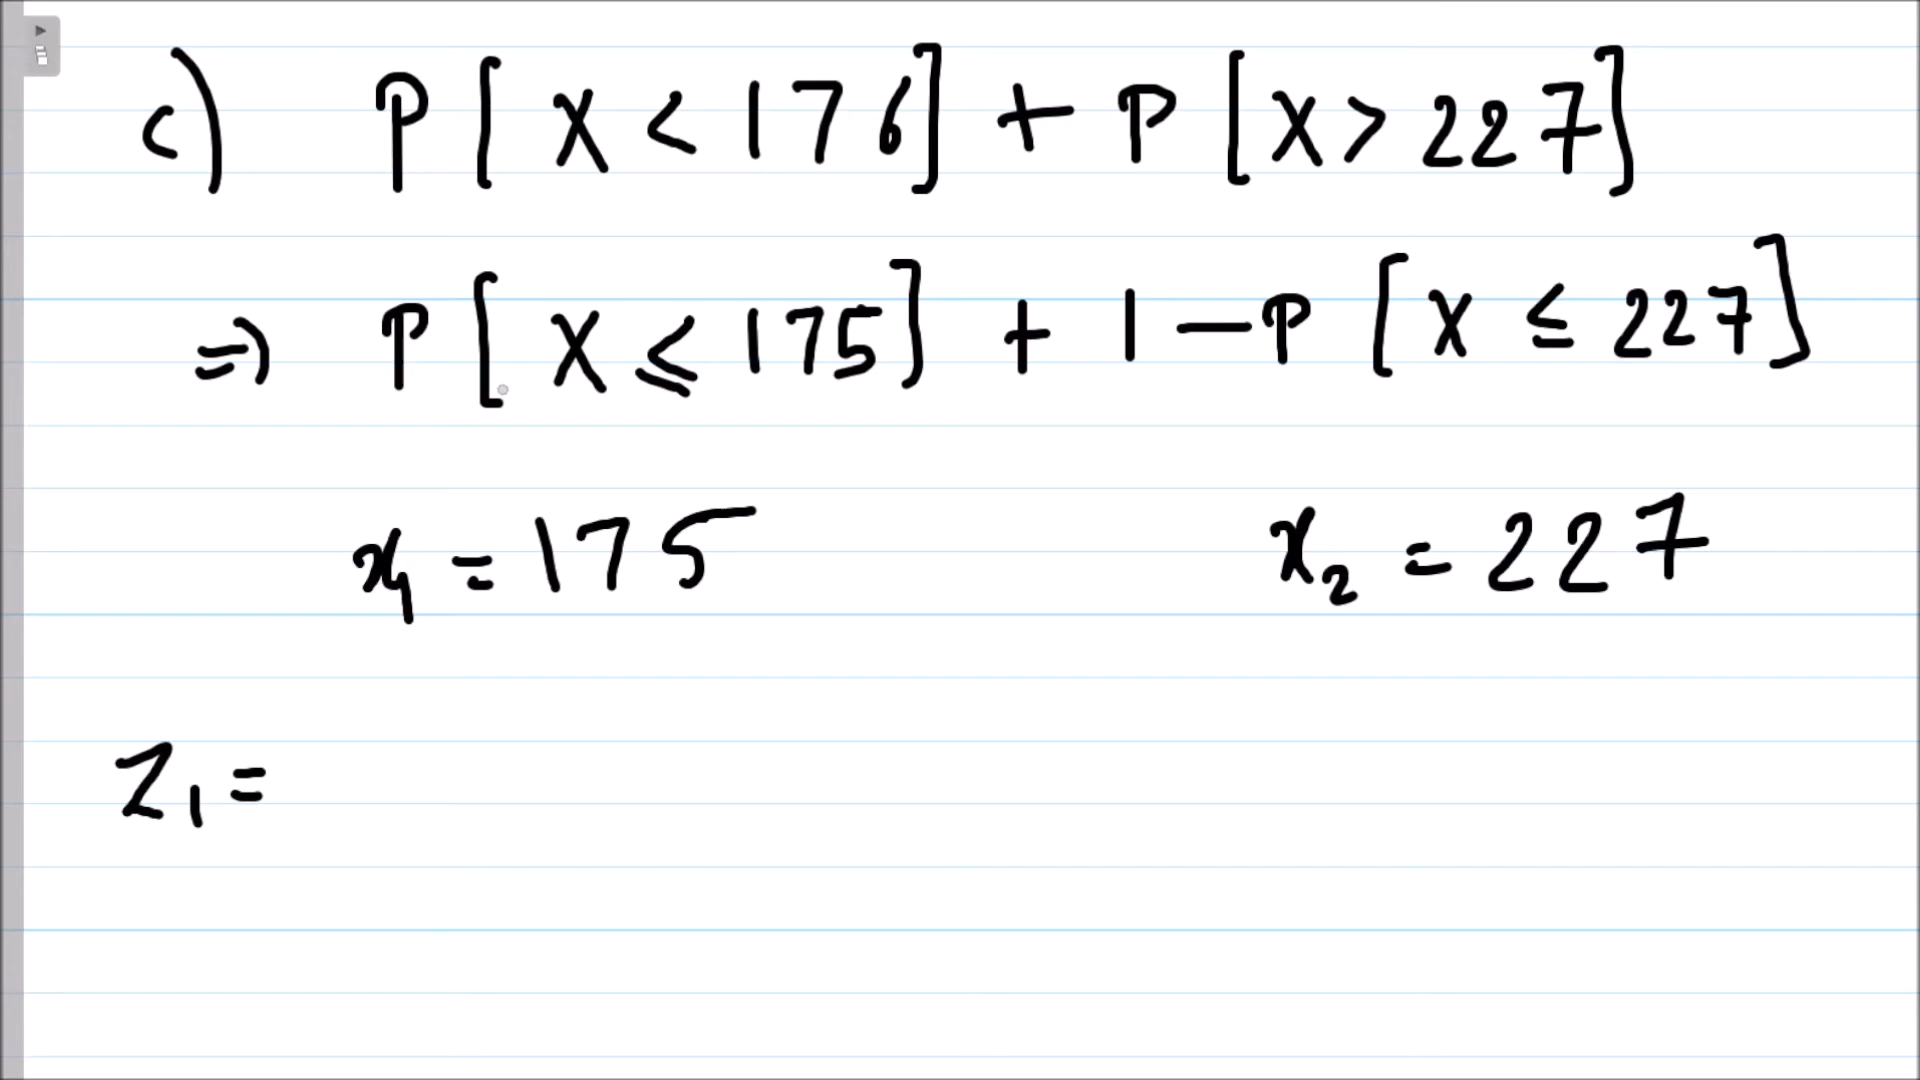 c) P[X < 176] + P[X > 227]
⇒ P[X ≤ 175] + 1 − P[X ≤ 227]
x₁ = 175 x₂ = 227
Z₁ =